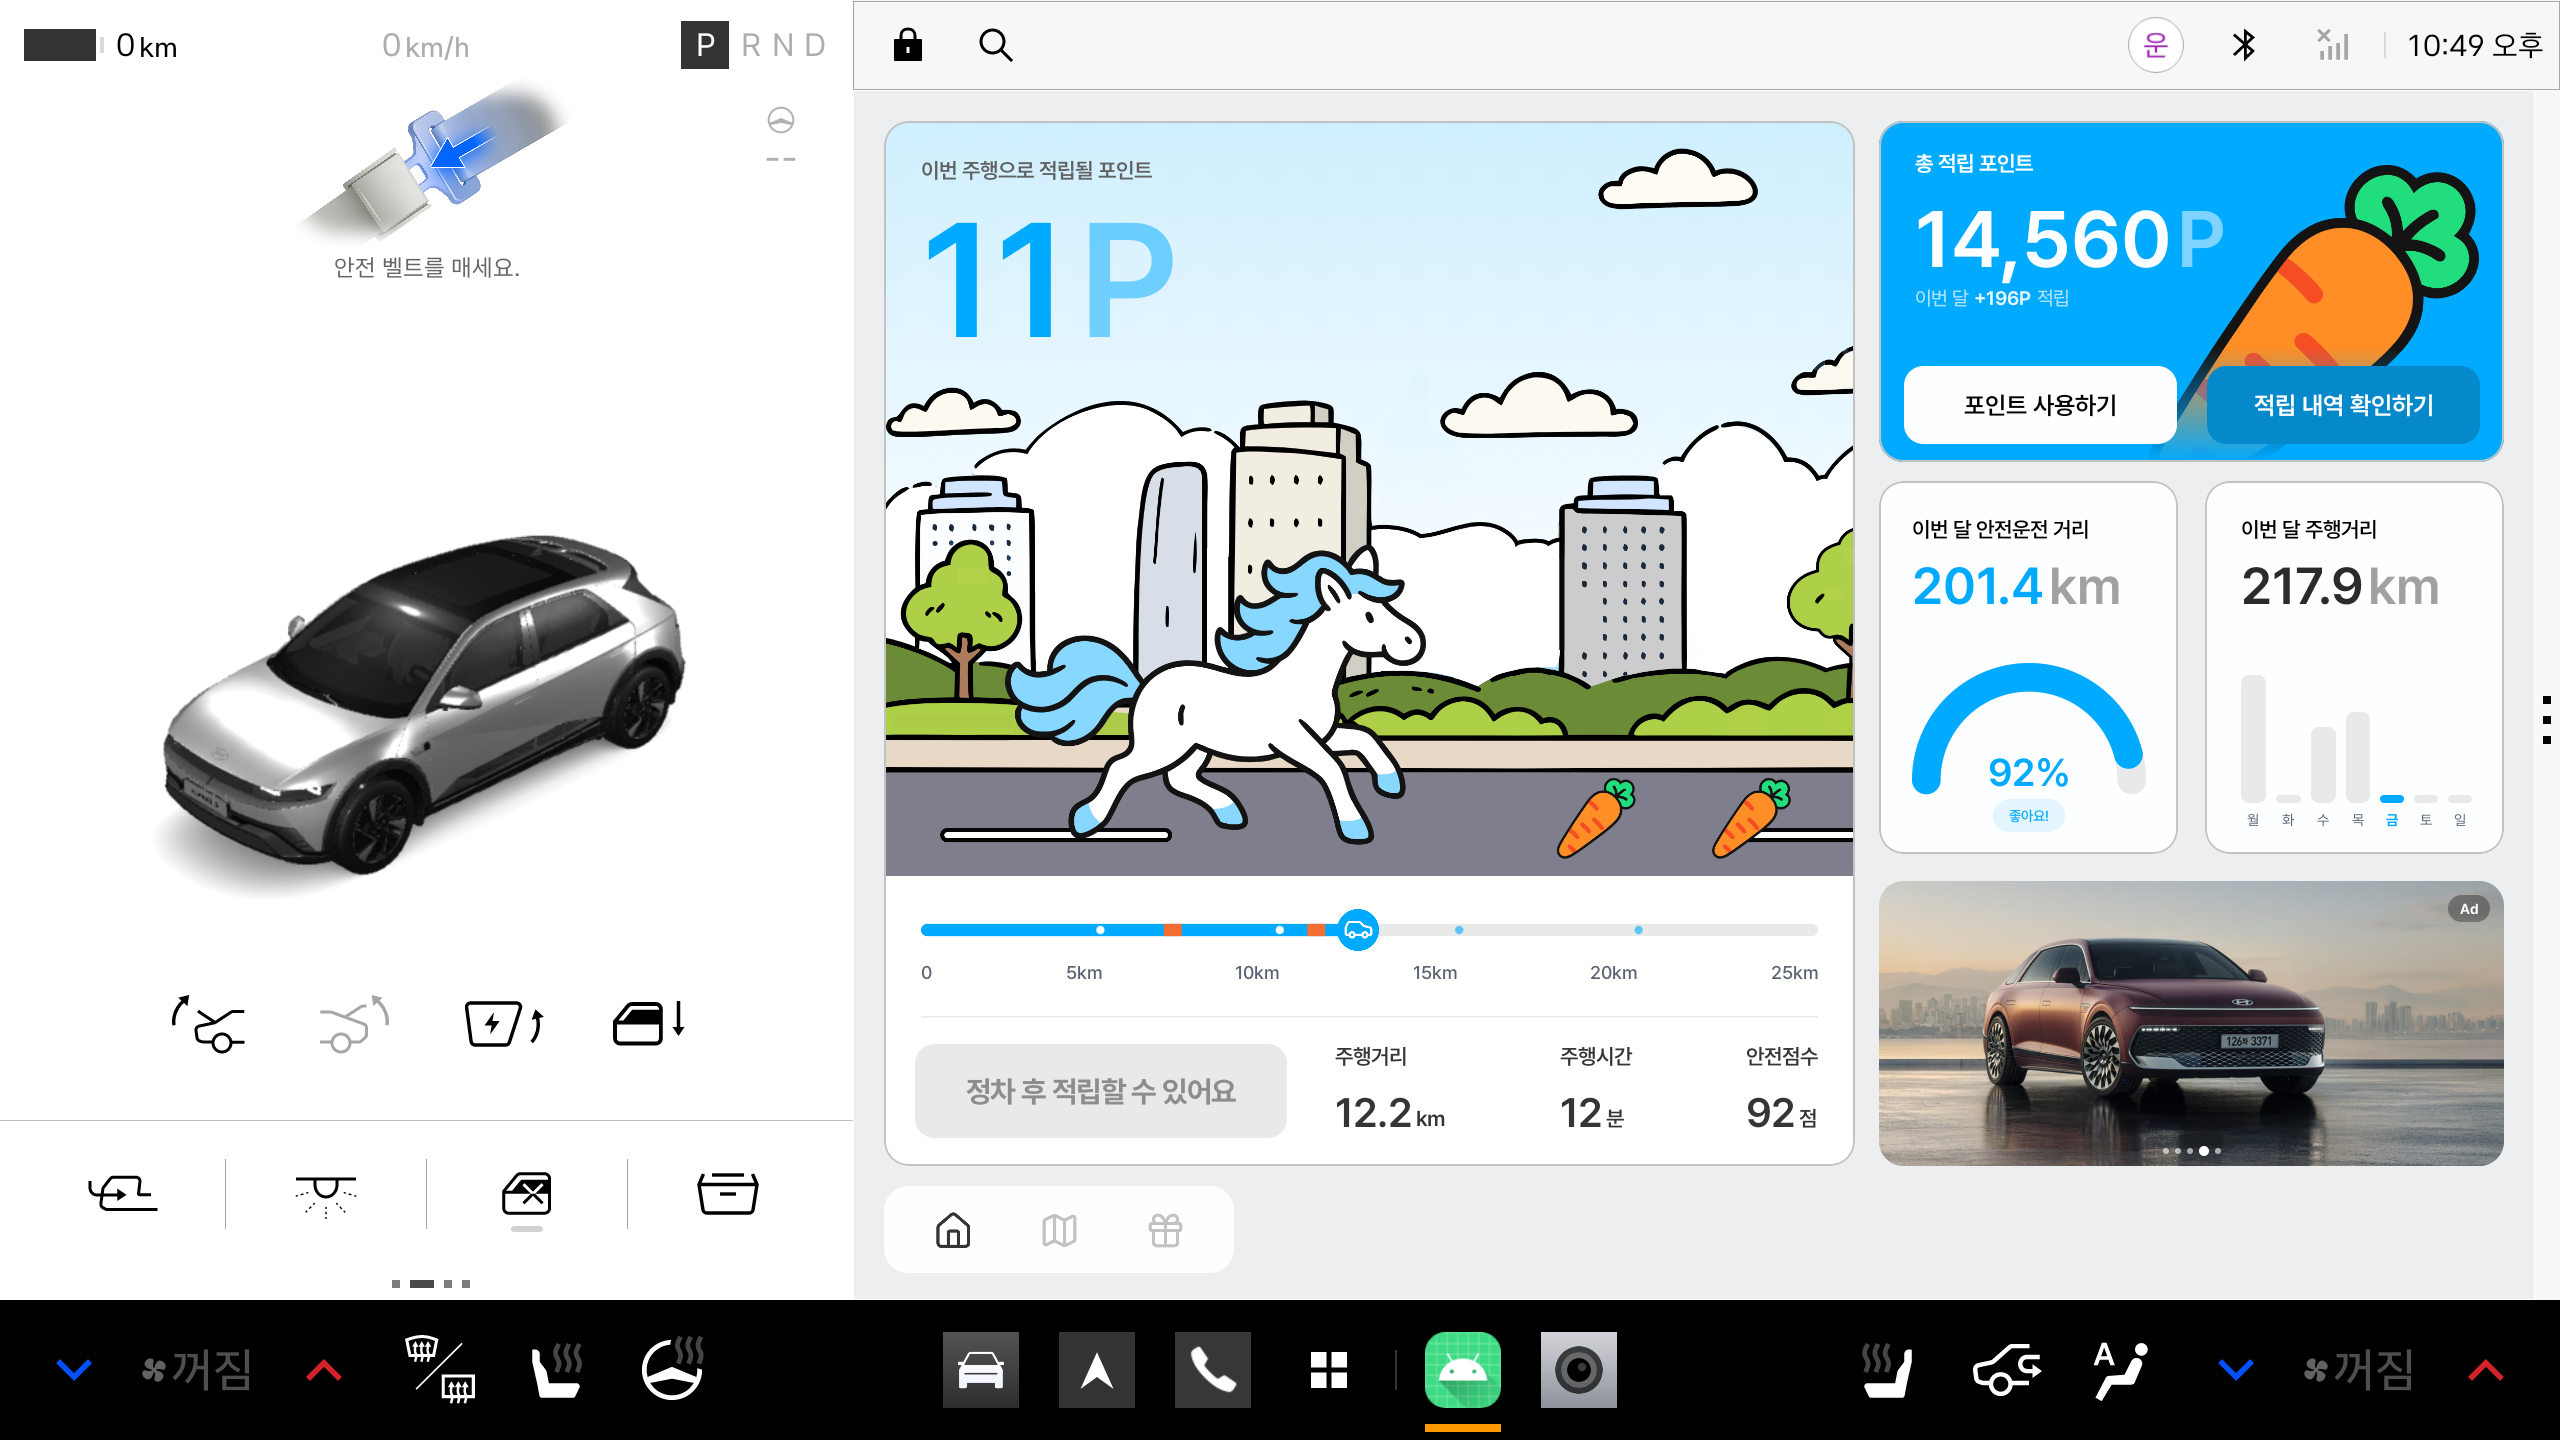 0 km
0 km/h
P R N D
안전 벨트를 매세요.
운
10:49 오후
이번 주행으로 적립될 포인트
11P
0
5km
10km
15km
20km
25km
정차 후 적립할 수 있어요
주행거리
12.2 km
주행시간
12 분
안전점수
92 점
총 적립 포인트
14,560P
이번 달 +196P 적립
포인트 사용하기
적립 내역 확인하기
이번 달 안전운전 거리
201.4 km
92%
좋아요!
이번 달 주행거리
217.9 km
월 화 수 목 금 토 일
Ad
126하 3371
꺼짐
A
꺼짐